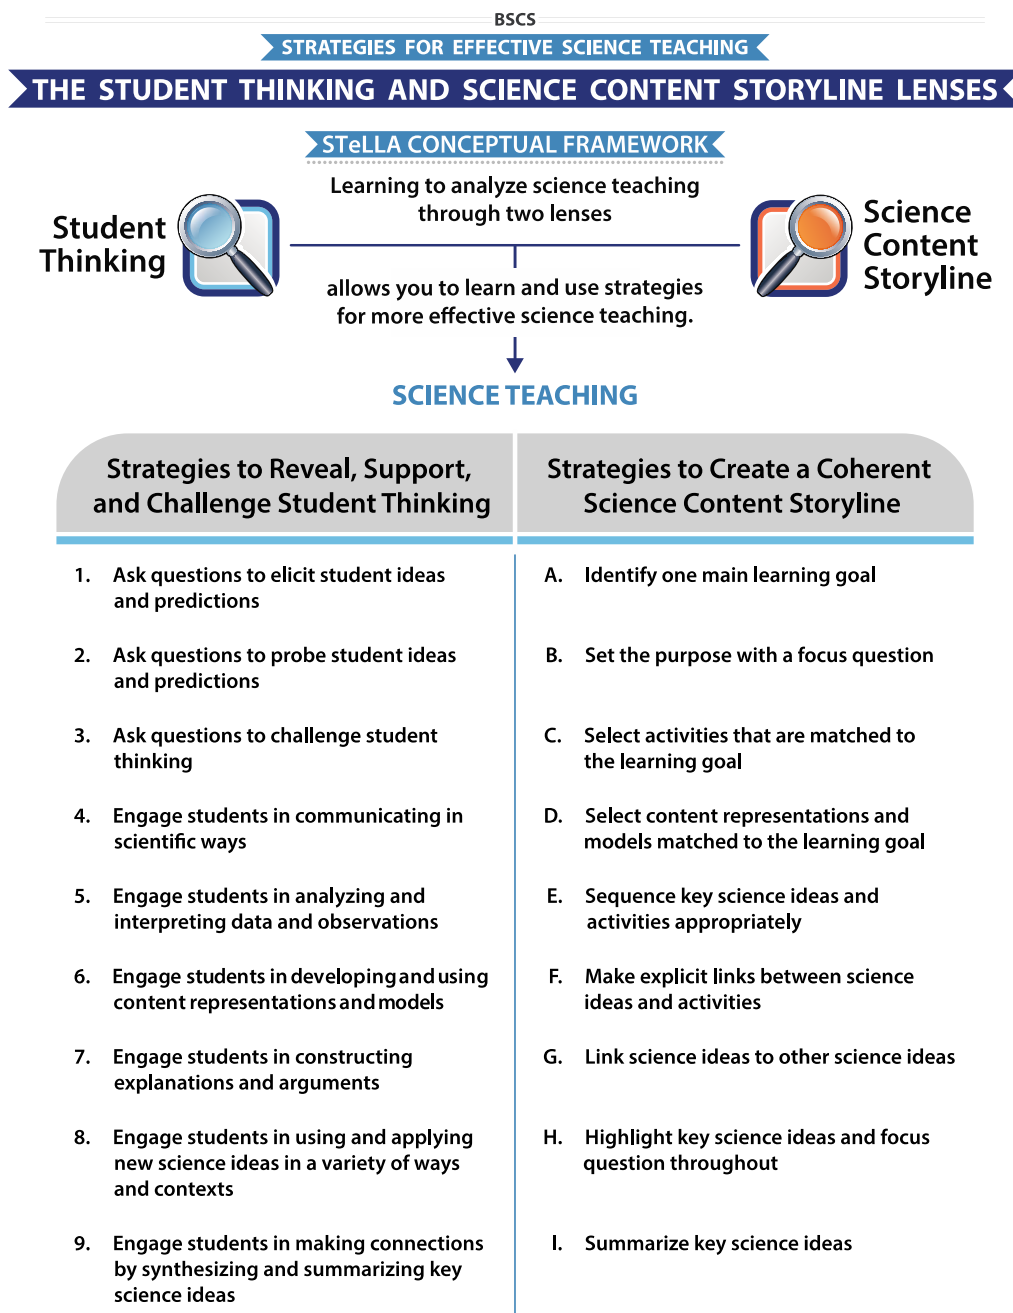 BSCS
STRATEGIES FOR EFFECTIVE SCIENCE TEACHING
THE STUDENT THINKING AND SCIENCE CONTENT STORYLINE LENSES
STeLLA CONCEPTUAL FRAMEWORK
Learning to analyze science teaching
through two lenses
Student
Thinking
Science
Content
Storyline
allows you to learn and use strategies
for more effective science teaching.
SCIENCE TEACHING
Strategies to Reveal, Support,
and Challenge Student Thinking
1. Ask questions to elicit student ideas
and predictions
2. Ask questions to probe student ideas
and predictions
3. Ask questions to challenge student
thinking
4. Engage students in communicating in
scientific ways
5. Engage students in analyzing and
interpreting data and observations
6. Engage students in developing and using
content representations and models
7. Engage students in constructing
explanations and arguments
8. Engage students in using and applying
new science ideas in a variety of ways
and contexts
9. Engage students in making connections
by synthesizing and summarizing key
science ideas
Strategies to Create a Coherent
Science Content Storyline
A. Identify one main learning goal
B. Set the purpose with a focus question
C. Select activities that are matched to
the learning goal
D. Select content representations and
models matched to the learning goal
E. Sequence key science ideas and
activities appropriately
F. Make explicit links between science
ideas and activities
G. Link science ideas to other science ideas
H. Highlight key science ideas and focus
question throughout
I. Summarize key science ideas